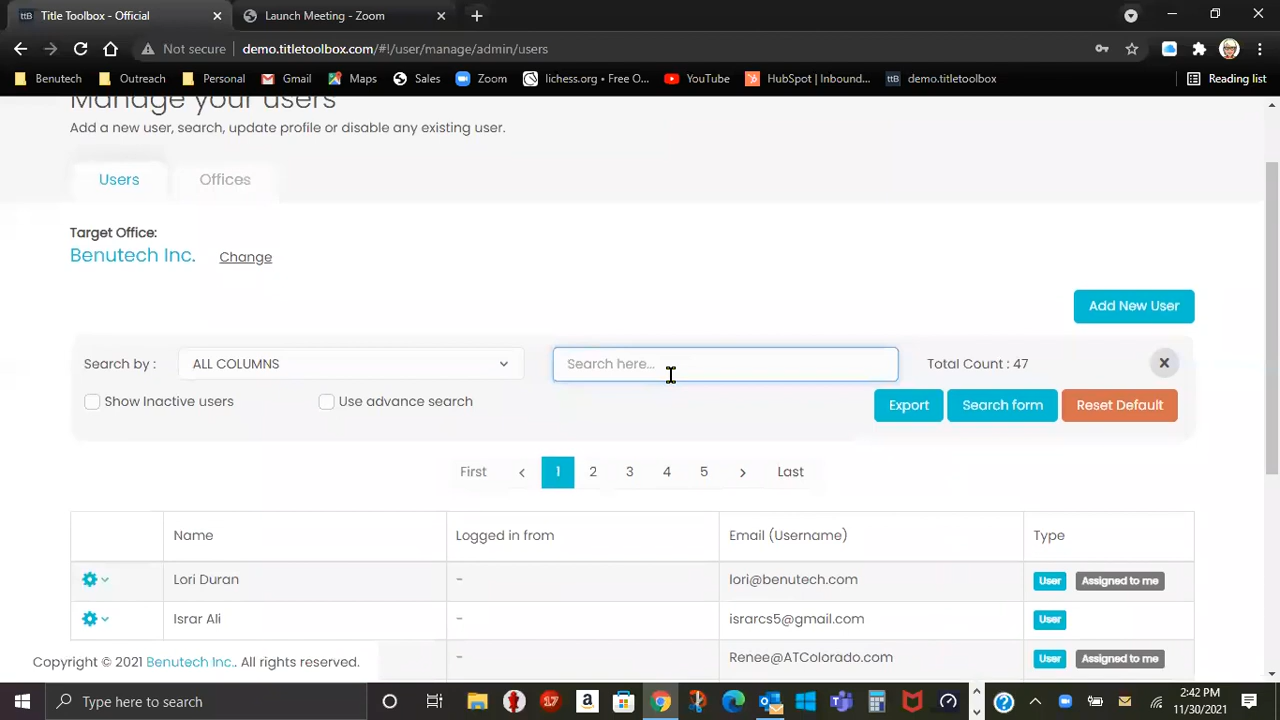 ttB Title Toolbox - Official × Launch Meeting - Zoom × +
Not secure demo.titletoolbox.com/#!/user/manage/admin/users
Benutech Outreach Personal Gmail Maps Sales Zoom lichess.org • Free O... YouTube HubSpot | Inbound... ttB demo.titletoolbox.com Reading list
Manage your users
Add a new user, search, update profile or disable any existing user.
Users Offices
Target Office:
Benutech Inc. Change
Add New User
Search by : ALL COLUMNS Search here... Total Count : 47
Show Inactive users Use advance search Export Search form Reset Default
First < 1 2 3 4 5 > Last
Name Logged in from Email (Username) Type
Lori Duran - lori@benutech.com User Assigned to me
Israr Ali - israrcs5@gmail.com User
- Renee@ATColorado.com User Assigned to me
Copyright © 2021 Benutech Inc.. All rights reserved.
Type here to search 17 2:42 PM
11/30/2021